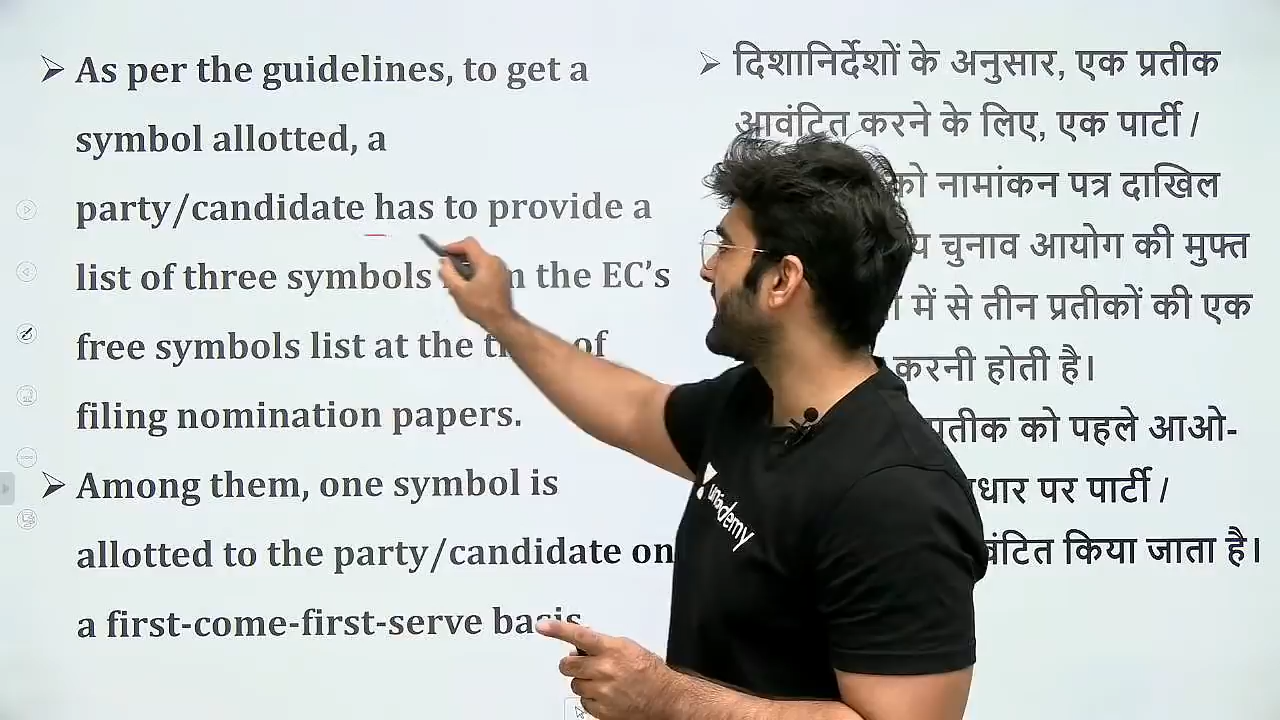 ➢ As per the guidelines, to get a
symbol allotted, a
party/candidate has to provide a
list of three symbols the EC's
free symbols list at the of
filing nomination papers.
➢ Among them, one symbol is
allotted to the party/candidate on
a first-come-first-serve basis
➢ दिशानिर्देशों के अनुसार, एक प्रतीक
आवंटित करने के लिए, एक पार्टी /
को नामांकन पत्र दाखिल
चुनाव आयोग की मुफ्त
में से तीन प्रतीकों की एक
करनी होती है।
प्रतीक को पहले आओ-
पर पार्टी /
किया जाता है।
unacademy